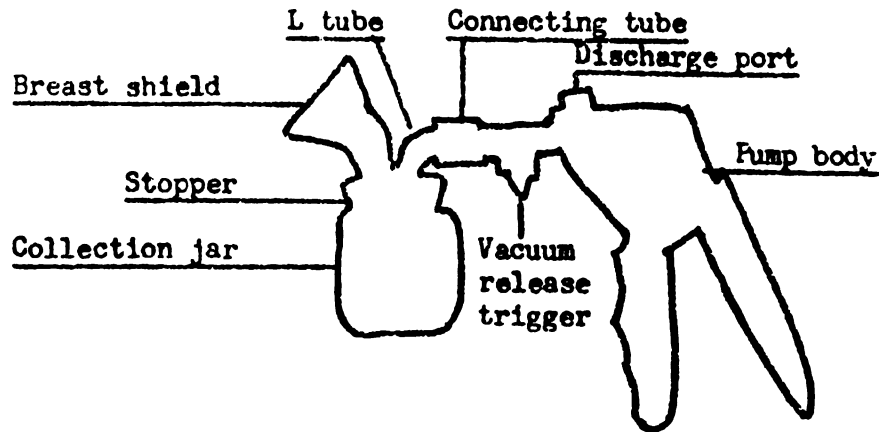 L tube
Connecting tube
Discharge port
Breast shield
Pump body
Stopper
Collection jar
Vacuum
release
trigger